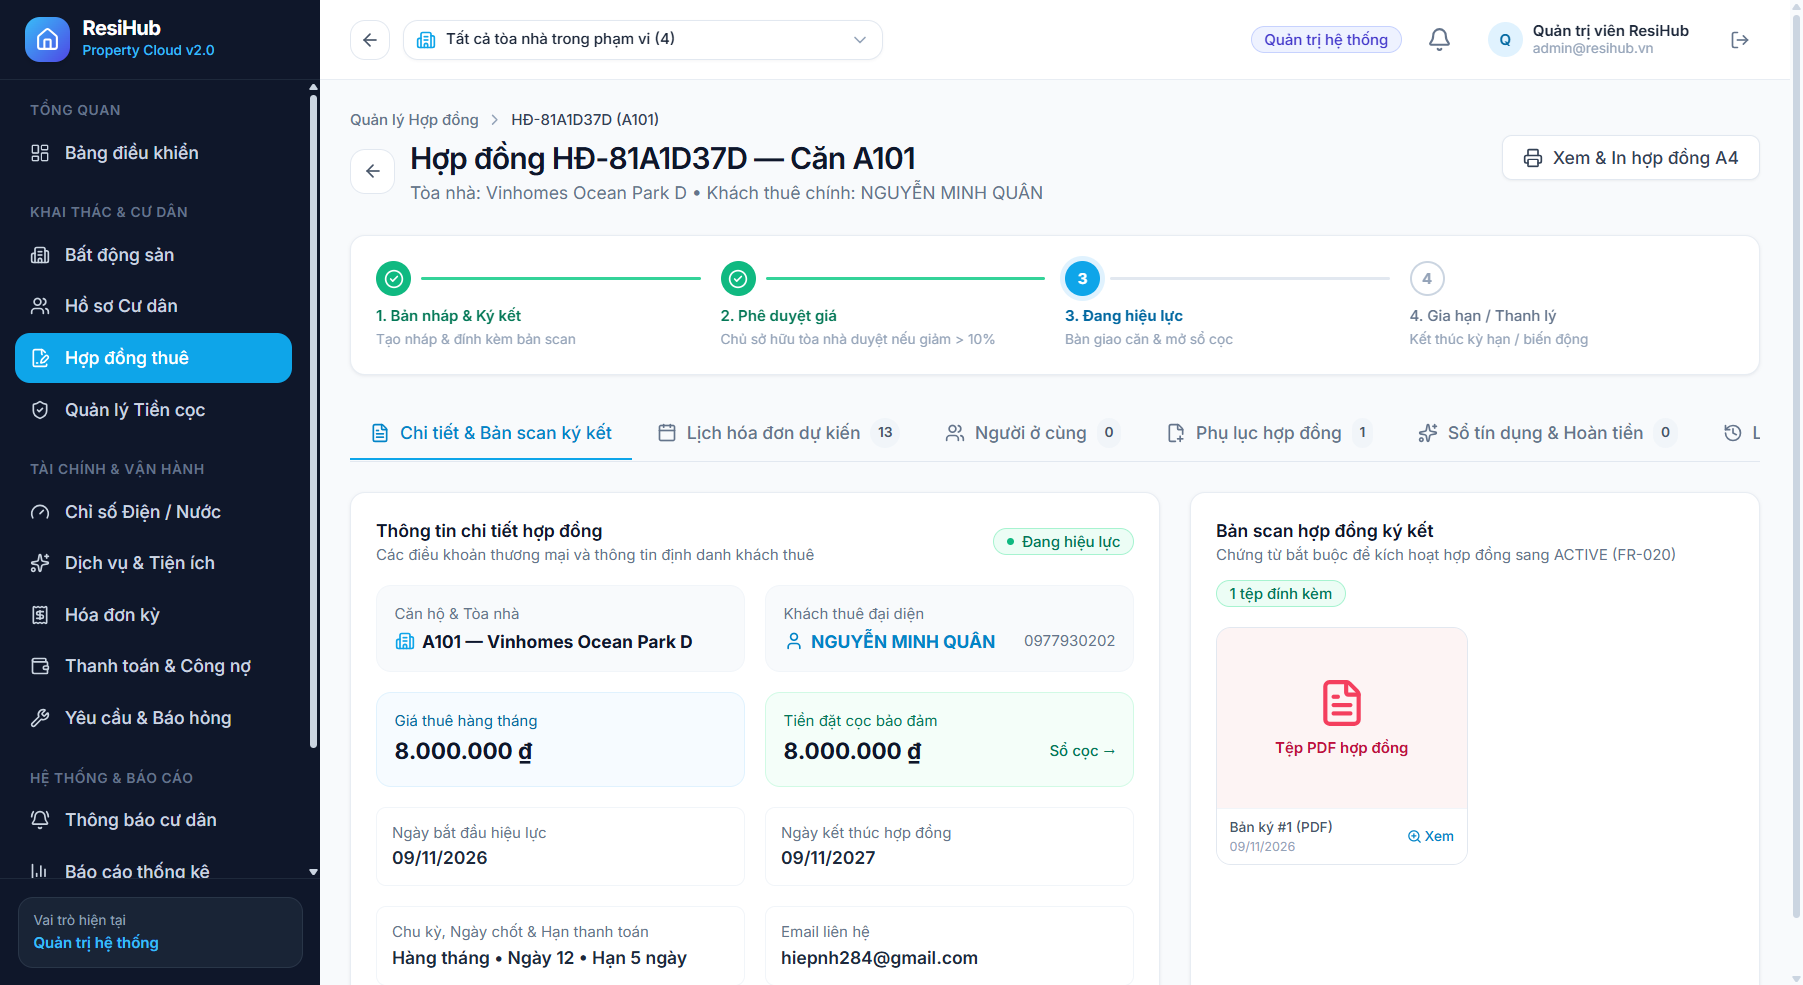 ResiHub
Property Cloud v2.0
TỔNG QUAN
Bảng điều khiển
KHAI THÁC & CƯ DÂN
Bất động sản
Hồ sơ Cư dân
Hợp đồng thuê
Quản lý Tiền cọc
TÀI CHÍNH & VẬN HÀNH
Chỉ số Điện / Nước
Dịch vụ & Tiện ích
Hóa đơn kỳ
Thanh toán & Công nợ
Yêu cầu & Báo hỏng
HỆ THỐNG & BÁO CÁO
Thông báo cư dân
Báo cáo thống kê
Vai trò hiện tại
Quản trị hệ thống
Tất cả tòa nhà trong phạm vi (4)
Quản trị hệ thống
Q
Quản trị viên ResiHub
admin@resihub.vn
Quản lý Hợp đồng > HĐ-81A1D37D (A101)
Hợp đồng HĐ-81A1D37D — Căn A101
Tòa nhà: Vinhomes Ocean Park D • Khách thuê chính: NGUYỄN MINH QUÂN
Xem & In hợp đồng A4
1. Bản nháp & Ký kết
Tạo nháp & đính kèm bản scan
2. Phê duyệt giá
Chủ sở hữu tòa nhà duyệt nếu giảm > 10%
3
3. Đang hiệu lực
Bàn giao căn & mở sổ cọc
4
4. Gia hạn / Thanh lý
Kết thúc kỳ hạn / biến động
Chi tiết & Bản scan ký kết
Lịch hóa đơn dự kiến 13
Người ở cùng 0
Phụ lục hợp đồng 1
Sổ tín dụng & Hoàn tiền 0
L
Thông tin chi tiết hợp đồng
Các điều khoản thương mại và thông tin định danh khách thuê
Đang hiệu lực
Căn hộ & Tòa nhà
A101 — Vinhomes Ocean Park D
Khách thuê đại diện
NGUYỄN MINH QUÂN 0977930202
Giá thuê hàng tháng
8.000.000 ₫
Tiền đặt cọc bảo đảm
8.000.000 ₫ Sổ cọc →
Ngày bắt đầu hiệu lực
09/11/2026
Ngày kết thúc hợp đồng
09/11/2027
Chu kỳ, Ngày chốt & Hạn thanh toán
Hàng tháng • Ngày 12 • Hạn 5 ngày
Email liên hệ
hiepnh284@gmail.com
Bản scan hợp đồng ký kết
Chứng từ bắt buộc để kích hoạt hợp đồng sang ACTIVE (FR-020)
1 tệp đính kèm
Tệp PDF hợp đồng
Bản ký #1 (PDF)
09/11/2026
Xem